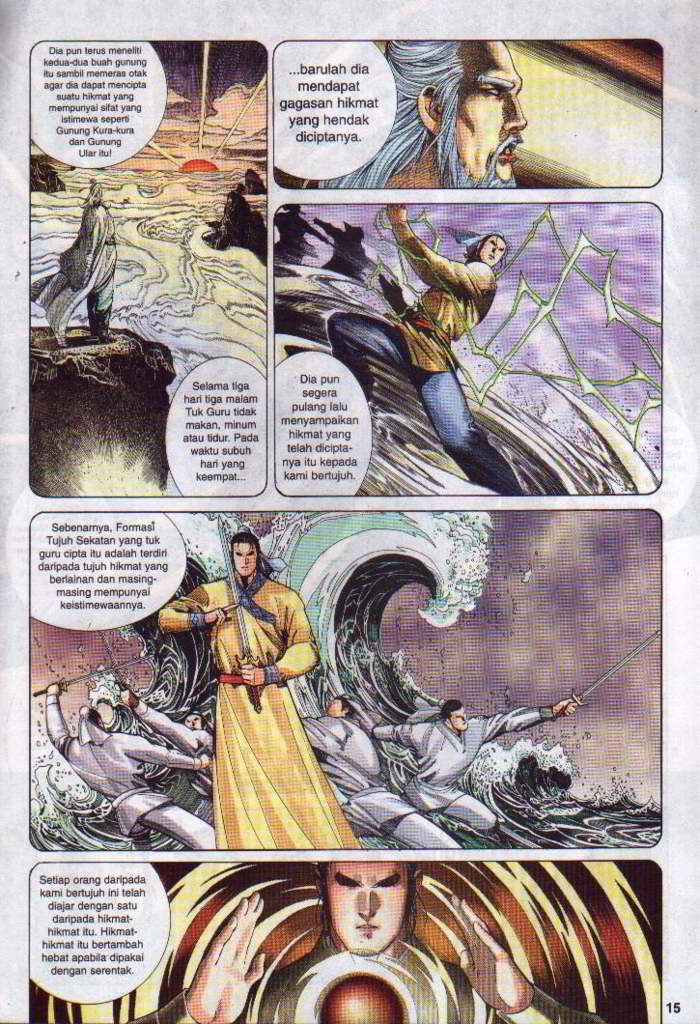 Dia pun terus meneliti
kedua-dua buah gunung
itu sambil memeras otak
agar dia dapat mencipta
suatu hikmat yang
mempunyai sifat yang
istimewa seperti
Gunung Kura-kura
dan Gunung
Ular itu!
Selama tiga
hari tiga malam
Tuk Guru tidak
makan, minum
atau tidur. Pada
waktu subuh
hari yang
keempat...
...barulah dia
mendapat
gagasan hikmat
yang hendak
diciptanya.
Dia pun
segera
pulang lalu
menyampaikan
hikmat yang
telah dicipta-
nya itu kepada
kami bertujuh.
Sebenarnya, Formasi
Tujuh Sekatan yang tuk
guru cipta itu adalah terdiri
daripada tujuh hikmat yang
berlainan dan masing-
masing mempunyai
keistimewaannya.
Setiap orang daripada
kami bertujuh ini telah
diajar dengan satu
daripada hikmat-
hikmat itu. Hikmat-
hikmat itu bertambah
hebat apabila dipakai
dengan serentak.
15